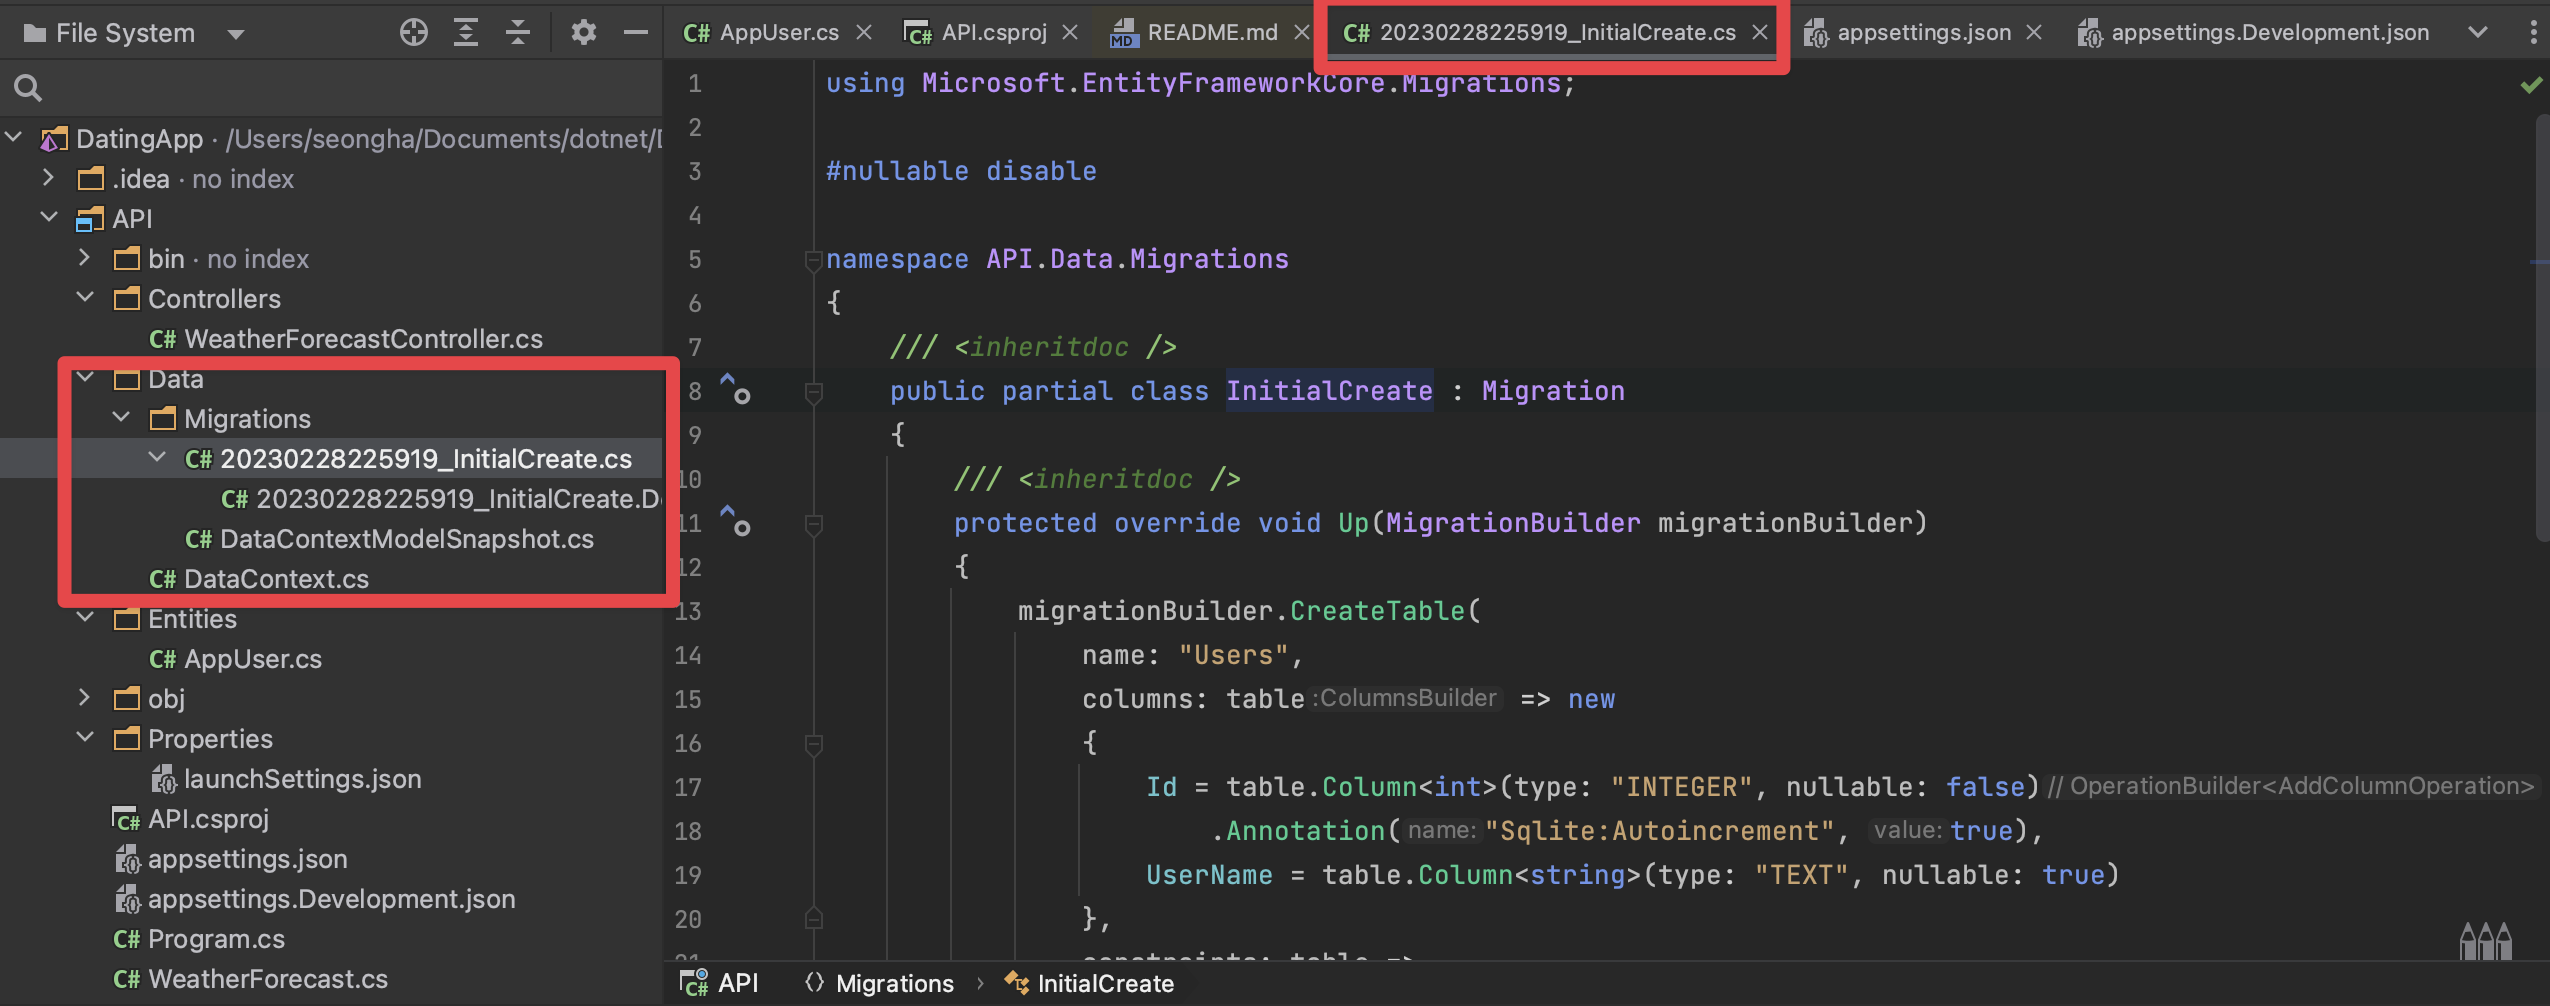 File System
AppUser.cs
API.csproj
README.md
20230228225919_InitialCreate.cs
appsettings.json
appsettings.Development.json
DatingApp · /Users/seongha/Documents/dotnet/
.idea · no index
API
bin · no index
Controllers
C# WeatherForecastController.cs
Data
Migrations
C# 20230228225919_InitialCreate.cs
C# 20230228225919_InitialCreate.D
C# DataContextModelSnapshot.cs
C# DataContext.cs
Entities
C# AppUser.cs
obj
Properties
launchSettings.json
API.csproj
appsettings.json
appsettings.Development.json
C# Program.cs
C# WeatherForecast.cs
1 using Microsoft.EntityFrameworkCore.Migrations;
2
3 #nullable disable
4
5 namespace API.Data.Migrations
6 {
7 /// <inheritdoc />
8 public partial class InitialCreate : Migration
9 {
10 /// <inheritdoc />
11 protected override void Up(MigrationBuilder migrationBuilder)
12 {
13 migrationBuilder.CreateTable(
14 name: "Users",
15 columns: table :ColumnsBuilder => new
16 {
17 Id = table.Column<int>(type: "INTEGER", nullable: false) // OperationBuilder<AddColumnOperation>
18 .Annotation( name: "Sqlite:Autoincrement", value: true),
19 UserName = table.Column<string>(type: "TEXT", nullable: true)
20 },
API Migrations › InitialCreate